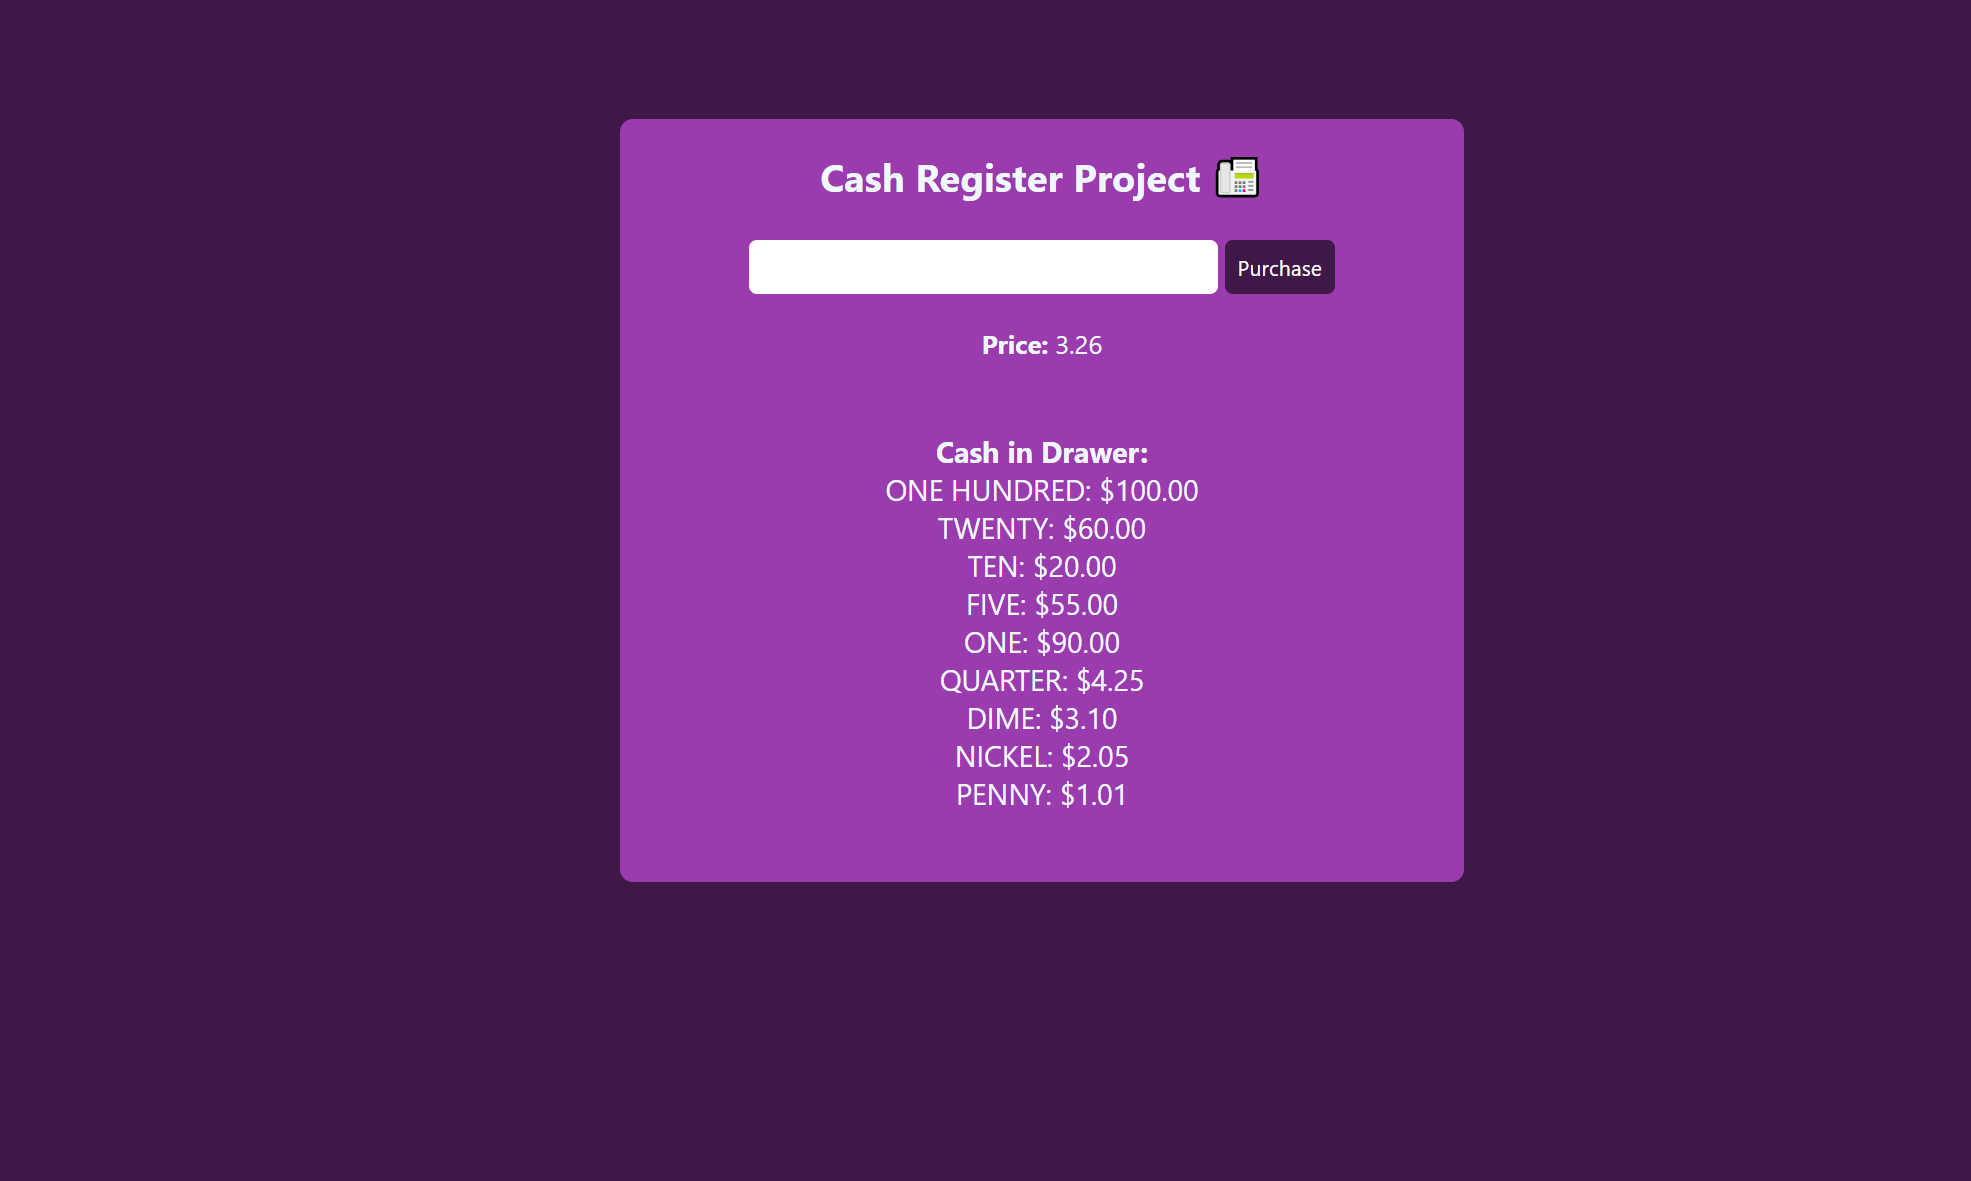 Cash Register Project
Purchase
Price: 3.26
Cash in Drawer:
ONE HUNDRED: $100.00
TWENTY: $60.00
TEN: $20.00
FIVE: $55.00
ONE: $90.00
QUARTER: $4.25
DIME: $3.10
NICKEL: $2.05
PENNY: $1.01